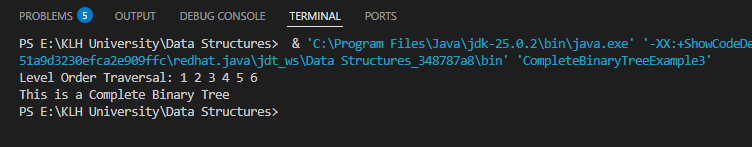 PROBLEMS 5 OUTPUT DEBUG CONSOLE TERMINAL PORTS
PS E:\KLH University\Data Structures> & 'C:\Program Files\Java\jdk-25.0.2\bin\java.exe' '-XX:+ShowCodeDe
51a9d3230efca2e909ffc\redhat.java\jdt_ws\Data Structures_348787a8\bin' 'CompleteBinaryTreeExample3'
Level Order Traversal: 1 2 3 4 5 6
This is a Complete Binary Tree
PS E:\KLH University\Data Structures>